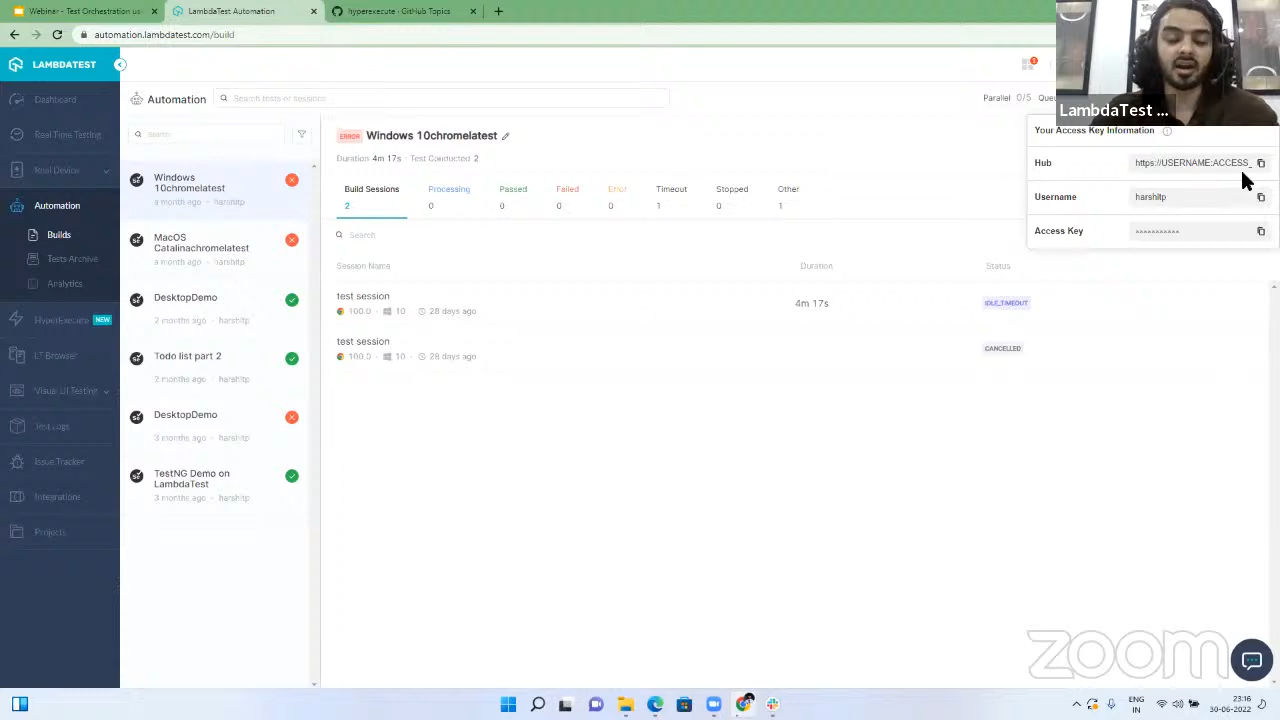 Webinar - Test Orchestration us
LambdaTest Automation
hyperexecute · GitHub Topics
automation.lambdatest.com/build
LAMBDATEST
Dashboard
Real Time Testing
Real Device
Automation
Builds
Tests Archive
Analytics
HyperExecute NEW
LT Browser
Visual UI Testing
Test Logs
Issue Tracker
Integrations
Projects
Automation
Search tests or sessions
Parallel 0/5 Queu
Search
Windows
10chromelatest
a month ago - harshitp
MacOS
Catalinachromelatest
a month ago - harshitp
DesktopDemo
2 months ago - harshitp
Todo list part 2
2 months ago - harshitp
DesktopDemo
3 months ago - harshitp
TestNG Demo on
LambdaTest
3 months ago - harshitp
ERROR Windows 10chromelatest
Duration 4m 17s · Test Conducted 2
Build Sessions Processing Passed Failed Error Timeout Stopped Other
2 0 0 0 0 1 0 1
Search
Session Name Duration Status
test session
100.0 · 10 · 28 days ago
4m 17s
IDLE_TIMEOUT
test session
100.0 · 10 · 28 days ago
CANCELLED
LambdaTest ...
Your Access Key Information
Hub https://USERNAME:ACCESS_
Username harshitp
Access Key ***********
zoom
ENG
IN
23:16
30-06-2022